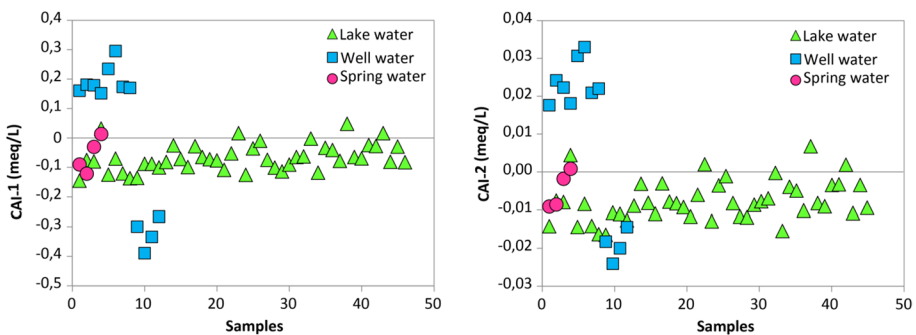 0,4
0,3
0,2
0,1
0
-0,1
-0,2
-0,3
-0,4
-0,5
CAI-1 (meq/L)
0 10 20 30 40 50
Samples
Lake water
Well water
Spring water
0,04
0,03
0,02
0,01
0,00
-0,01
-0,02
-0,03
CAI-2 (meq/L)
0 10 20 30 40 50
Samples
Lake water
Well water
Spring water